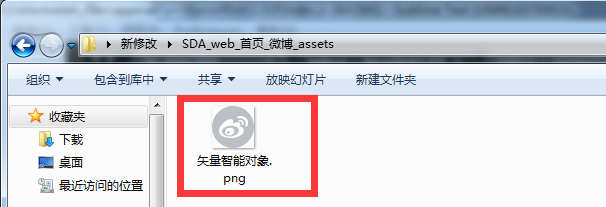 新修改 SDA_web_首页_微博_assets
组织 包含到库中 共享 放映幻灯片 新建文件夹
收藏夹
下载
桌面
最近访问的位置
矢量智能对象.
png